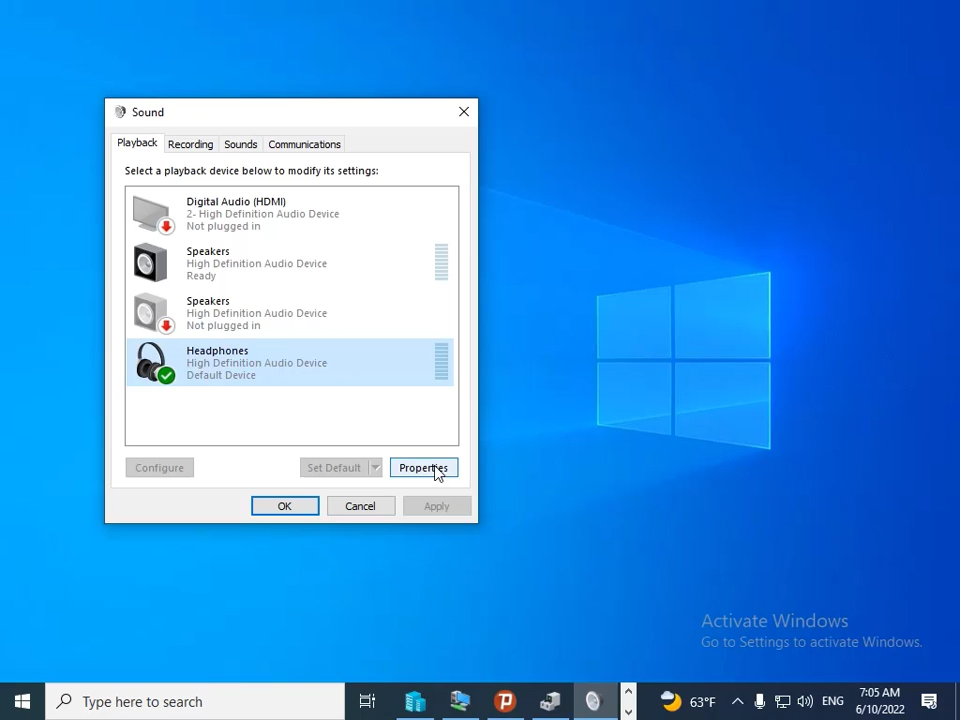 Sound
Playback
Recording
Sounds
Communications
Select a playback device below to modify its settings:
Digital Audio (HDMI)
2- High Definition Audio Device
Not plugged in
Speakers
High Definition Audio Device
Ready
Speakers
High Definition Audio Device
Not plugged in
Headphones
High Definition Audio Device
Default Device
Configure
Set Default
Properties
OK
Cancel
Apply
Activate Windows
Go to Settings to activate Windows.
Type here to search
63°F
ENG
7:05 AM
6/10/2022